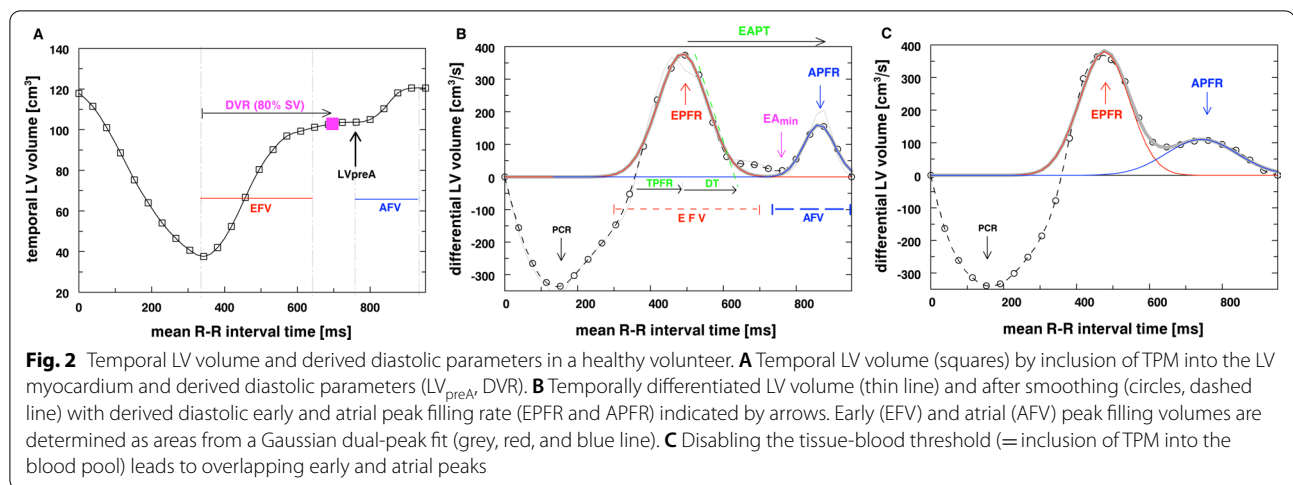 A
140
120
100
80
60
40
20
0 200 400 600 800
temporal LV volume [cm³]
mean R-R interval time [ms]
DVR (80% SV)
LVpreA
EFV
AFV
B
EAPT
400
300
200
100
0
-100
-200
-300
0 200 400 600 800
differential LV volume [cm³/s]
mean R-R interval time [ms]
APFR
EPFR
EAmin
TPFR
DT
E F V
AFV
PCR
C
400
300
200
100
0
-100
-200
-300
0 200 400 600 800
differential LV volume [cm³/s]
mean R-R interval time [ms]
EPFR
APFR
PCR
Fig. 2 Temporal LV volume and derived diastolic parameters in a healthy volunteer. A Temporal LV volume (squares) by inclusion of TPM into the LV
myocardium and derived diastolic parameters (LVpreA, DVR). B Temporally differentiated LV volume (thin line) and after smoothing (circles, dashed
line) with derived diastolic early and atrial peak filling rate (EPFR and APFR) indicated by arrows. Early (EFV) and atrial (AFV) peak filling volumes are
determined as areas from a Gaussian dual-peak fit (grey, red, and blue line). C Disabling the tissue-blood threshold (= inclusion of TPM into the
blood pool) leads to overlapping early and atrial peaks